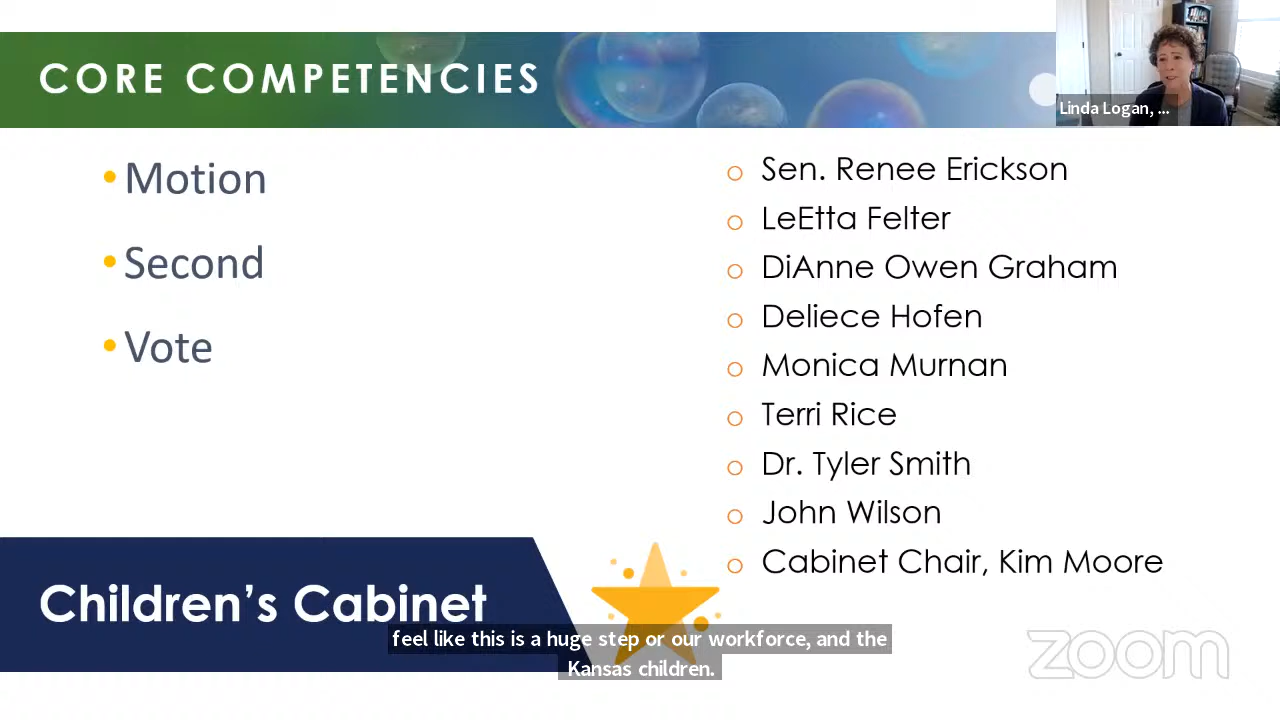 CORE COMPETENCIES
Linda Logan, ...
• Motion
• Second
• Vote
o Sen. Renee Erickson
o LeEtta Felter
o DiAnne Owen Graham
o Deliece Hofen
o Monica Murnan
o Terri Rice
o Dr. Tyler Smith
o John Wilson
o Cabinet Chair, Kim Moore
Children's Cabinet
feel like this is a huge step or our workforce, and the
Kansas children.
zoom